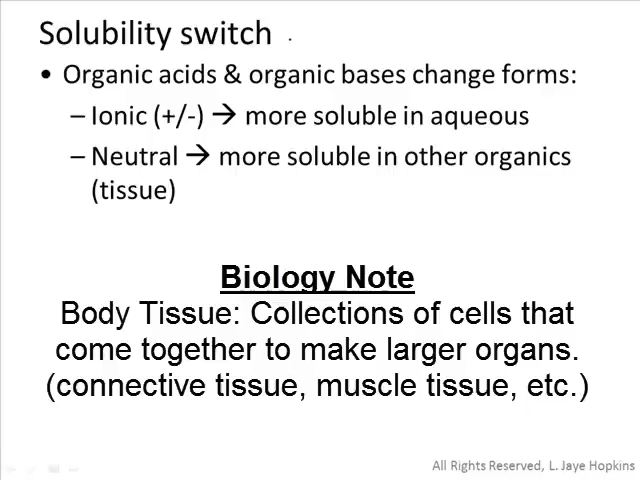 Solubility switch
• Organic acids & organic bases change forms:
– Ionic (+/-) → more soluble in aqueous
– Neutral → more soluble in other organics
(tissue)
Biology Note
Body Tissue: Collections of cells that
come together to make larger organs.
(connective tissue, muscle tissue, etc.)
All Rights Reserved, L. Jaye Hopkins